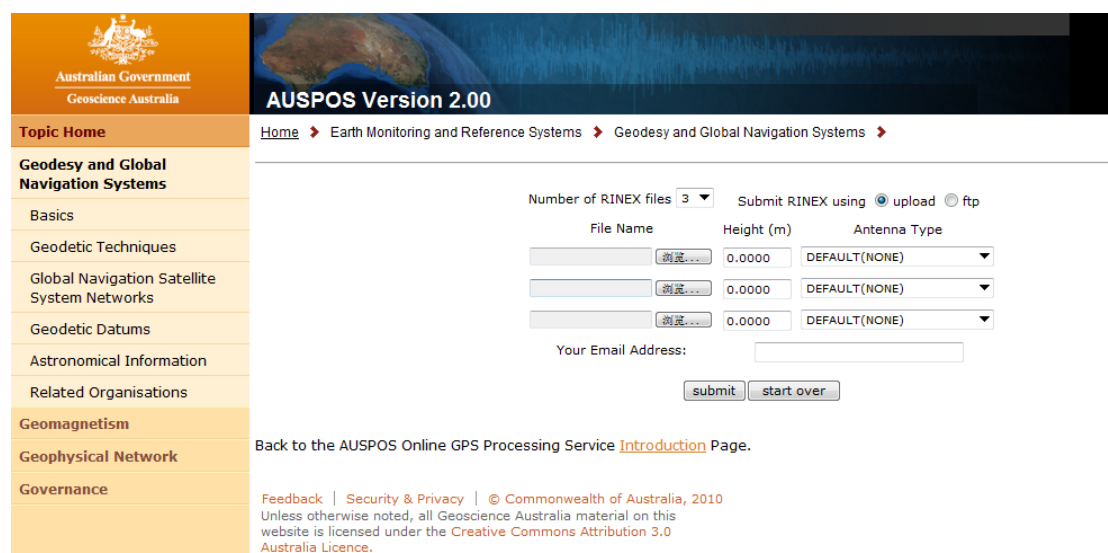 Australian Government
Geoscience Australia
AUSPOS Version 2.00
Topic Home
Geodesy and Global
Navigation Systems
Basics
Geodetic Techniques
Global Navigation Satellite
System Networks
Geodetic Datums
Astronomical Information
Related Organisations
Geomagnetism
Geophysical Network
Governance
Home Earth Monitoring and Reference Systems Geodesy and Global Navigation Systems
Number of RINEX files 3 Submit RINEX using upload ftp
File Name Height (m) Antenna Type
浏览... 0.0000 DEFAULT(NONE)
浏览... 0.0000 DEFAULT(NONE)
浏览... 0.0000 DEFAULT(NONE)
Your Email Address:
submit start over
Back to the AUSPOS Online GPS Processing Service Introduction Page.
Feedback | Security & Privacy | © Commonwealth of Australia, 2010
Unless otherwise noted, all Geoscience Australia material on this
website is licensed under the Creative Commons Attribution 3.0
Australia Licence.